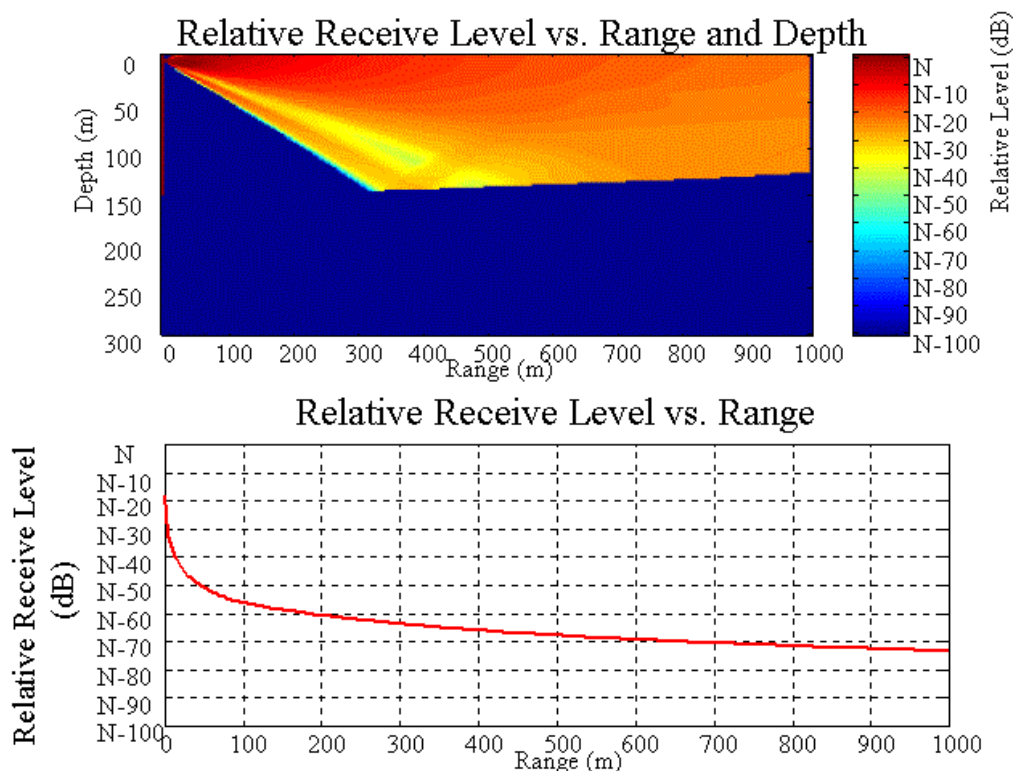 Relative Receive Level vs. Range and Depth
Depth (m)
0
50
100
150
200
250
300
0 100 200 300 400 500 600 700 800 900 1000
Range (m)
N
N-10
N-20
N-30
N-40
N-50
N-60
N-70
N-80
N-90
N-100
Relative Level (dB)
Relative Receive Level vs. Range
Relative Receive Level
(dB)
N
N-10
N-20
N-30
N-40
N-50
N-60
N-70
N-80
N-90
N-100
0 100 200 300 400 500 600 700 800 900 1000
Range (m)